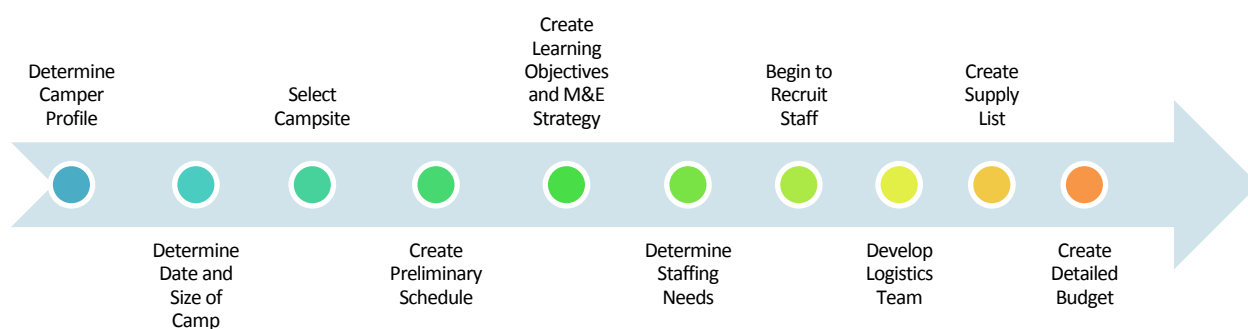 Determine
Camper
Profile
Determine
Date and
Size of
Camp
Select
Campsite
Create
Preliminary
Schedule
Create
Learning
Objectives
and M&E
Strategy
Determine
Staffing
Needs
Begin to
Recruit
Staff
Develop
Logistics
Team
Create
Supply
List
Create
Detailed
Budget